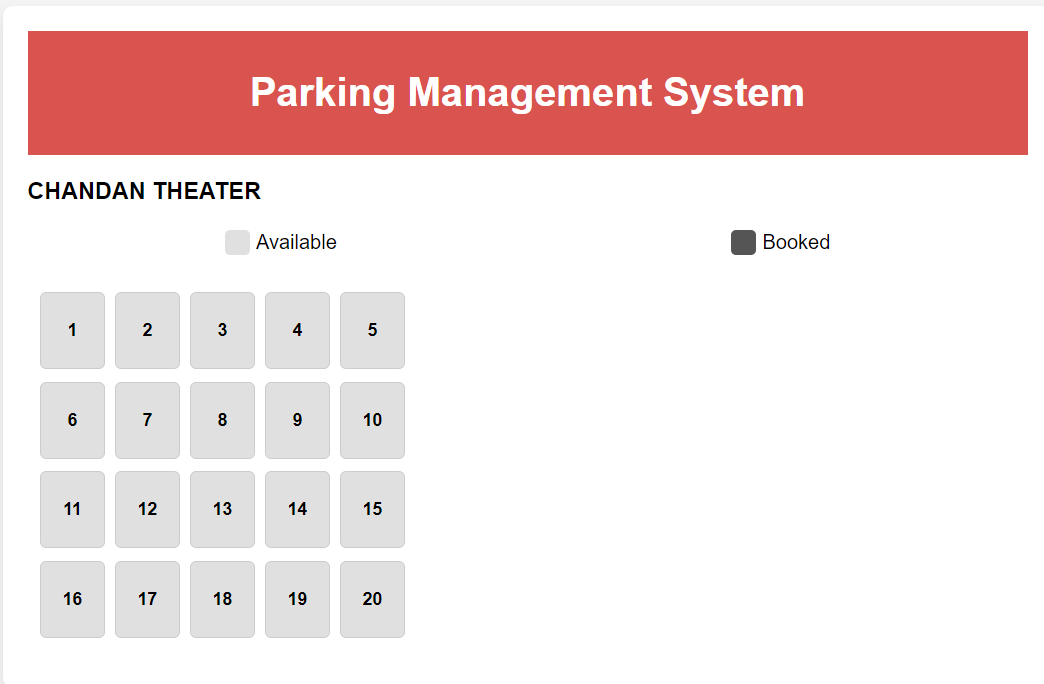 Parking Management System
CHANDAN THEATER
Available Booked
1 2 3 4 5
6 7 8 9 10
11 12 13 14 15
16 17 18 19 20